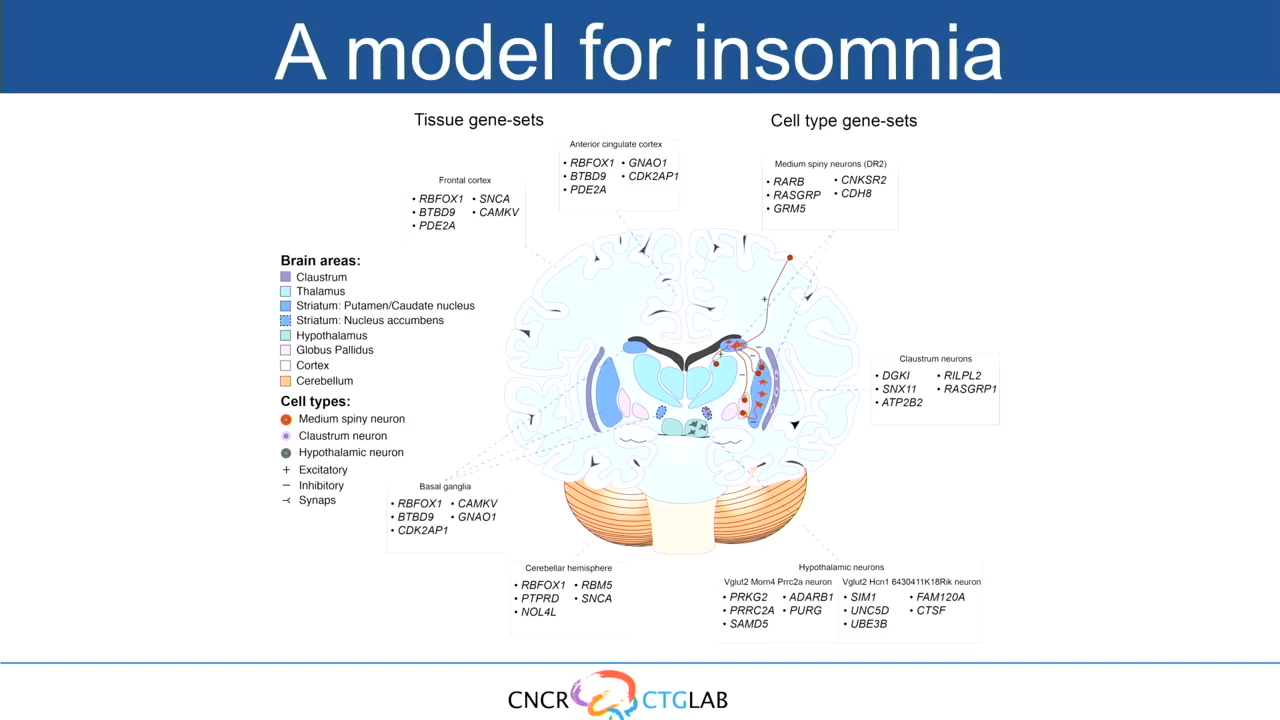 A model for insomnia
Tissue gene-sets
Cell type gene-sets
Anterior cingulate cortex
• RBFOX1 • GNAO1
• BTBD9 • CDK2AP1
• PDE2A
Medium spiny neurons (DR2)
• RARB • CNKSR2
• RASGRP • CDH8
• GRM5
Frontal cortex
• RBFOX1 • SNCA
• BTBD9 • CAMKV
• PDE2A
Brain areas:
Claustrum
Thalamus
Striatum: Putamen/Caudate nucleus
Striatum: Nucleus accumbens
Hypothalamus
Globus Pallidus
Cortex
Cerebellum
Cell types:
Medium spiny neuron
Claustrum neuron
Hypothalamic neuron
+ Excitatory
− Inhibitory
Synaps
Claustrum neurons
• DGKI • RILPL2
• SNX11 • RASGRP1
• ATP2B2
Basal ganglia
• RBFOX1 • CAMKV
• BTBD9 • GNAO1
• CDK2AP1
Cerebellar hemisphere
• RBFOX1 • RBM5
• PTPRD • SNCA
• NOL4L
Hypothalamic neurons
Vglut2 Morn4 Prrc2a neuron Vglut2 Hcn1 6430411K18Rik neuron
• PRKG2 • ADARB1 • SIM1 • FAM120A
• PRRC2A • PURG • UNC5D • CTSF
• SAMD5 • UBE3B
CNCR CTGLAB